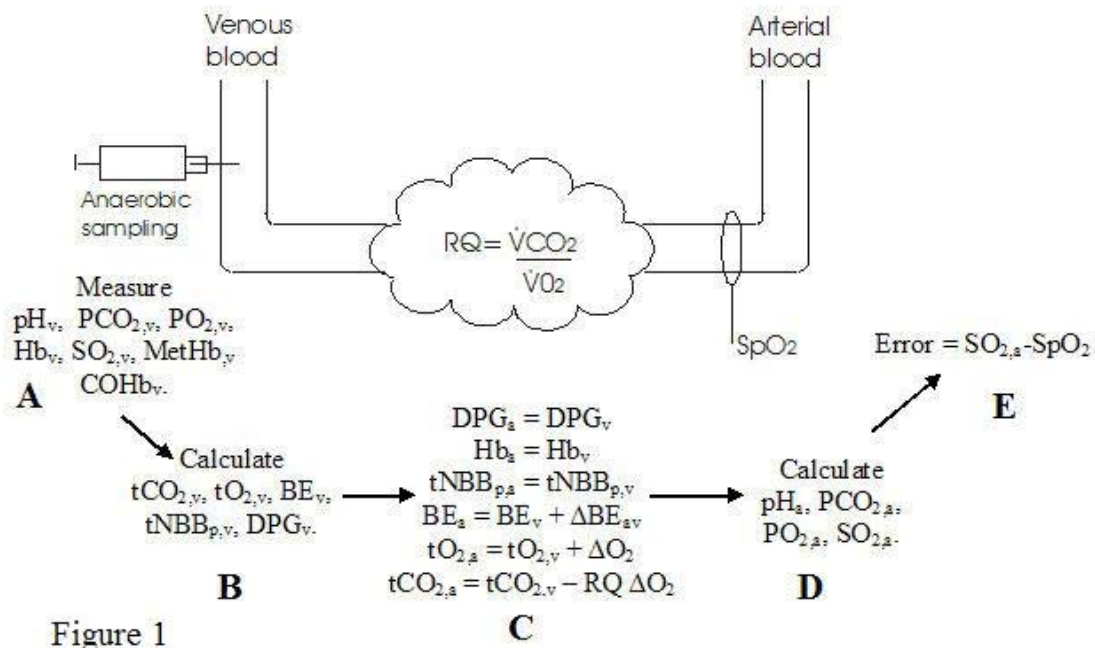 Venous
blood
Arterial
blood
Anaerobic
sampling
RQ = V̇CO₂
V̇O₂
SpO₂
Measure
pHᵥ, PCO₂,ᵥ, PO₂,ᵥ,
Hbᵥ, SO₂,ᵥ, MetHb,ᵥ
COHbᵥ.
A
Calculate
tCO₂,ᵥ, tO₂,ᵥ, BEᵥ,
tNBBₚ,ᵥ, DPGᵥ.
B
DPGₐ = DPGᵥ
Hbₐ = Hbᵥ
tNBBₚ,ₐ = tNBBₚ,ᵥ
BEₐ = BEᵥ + ΔBEₐᵥ
tO₂,ₐ = tO₂,ᵥ + ΔO₂
tCO₂,ₐ = tCO₂,ᵥ – RQ ΔO₂
C
Calculate
pHₐ, PCO₂,ₐ,
PO₂,ₐ, SO₂,ₐ.
D
Error = SO₂,ₐ-SpO₂
E
Figure 1